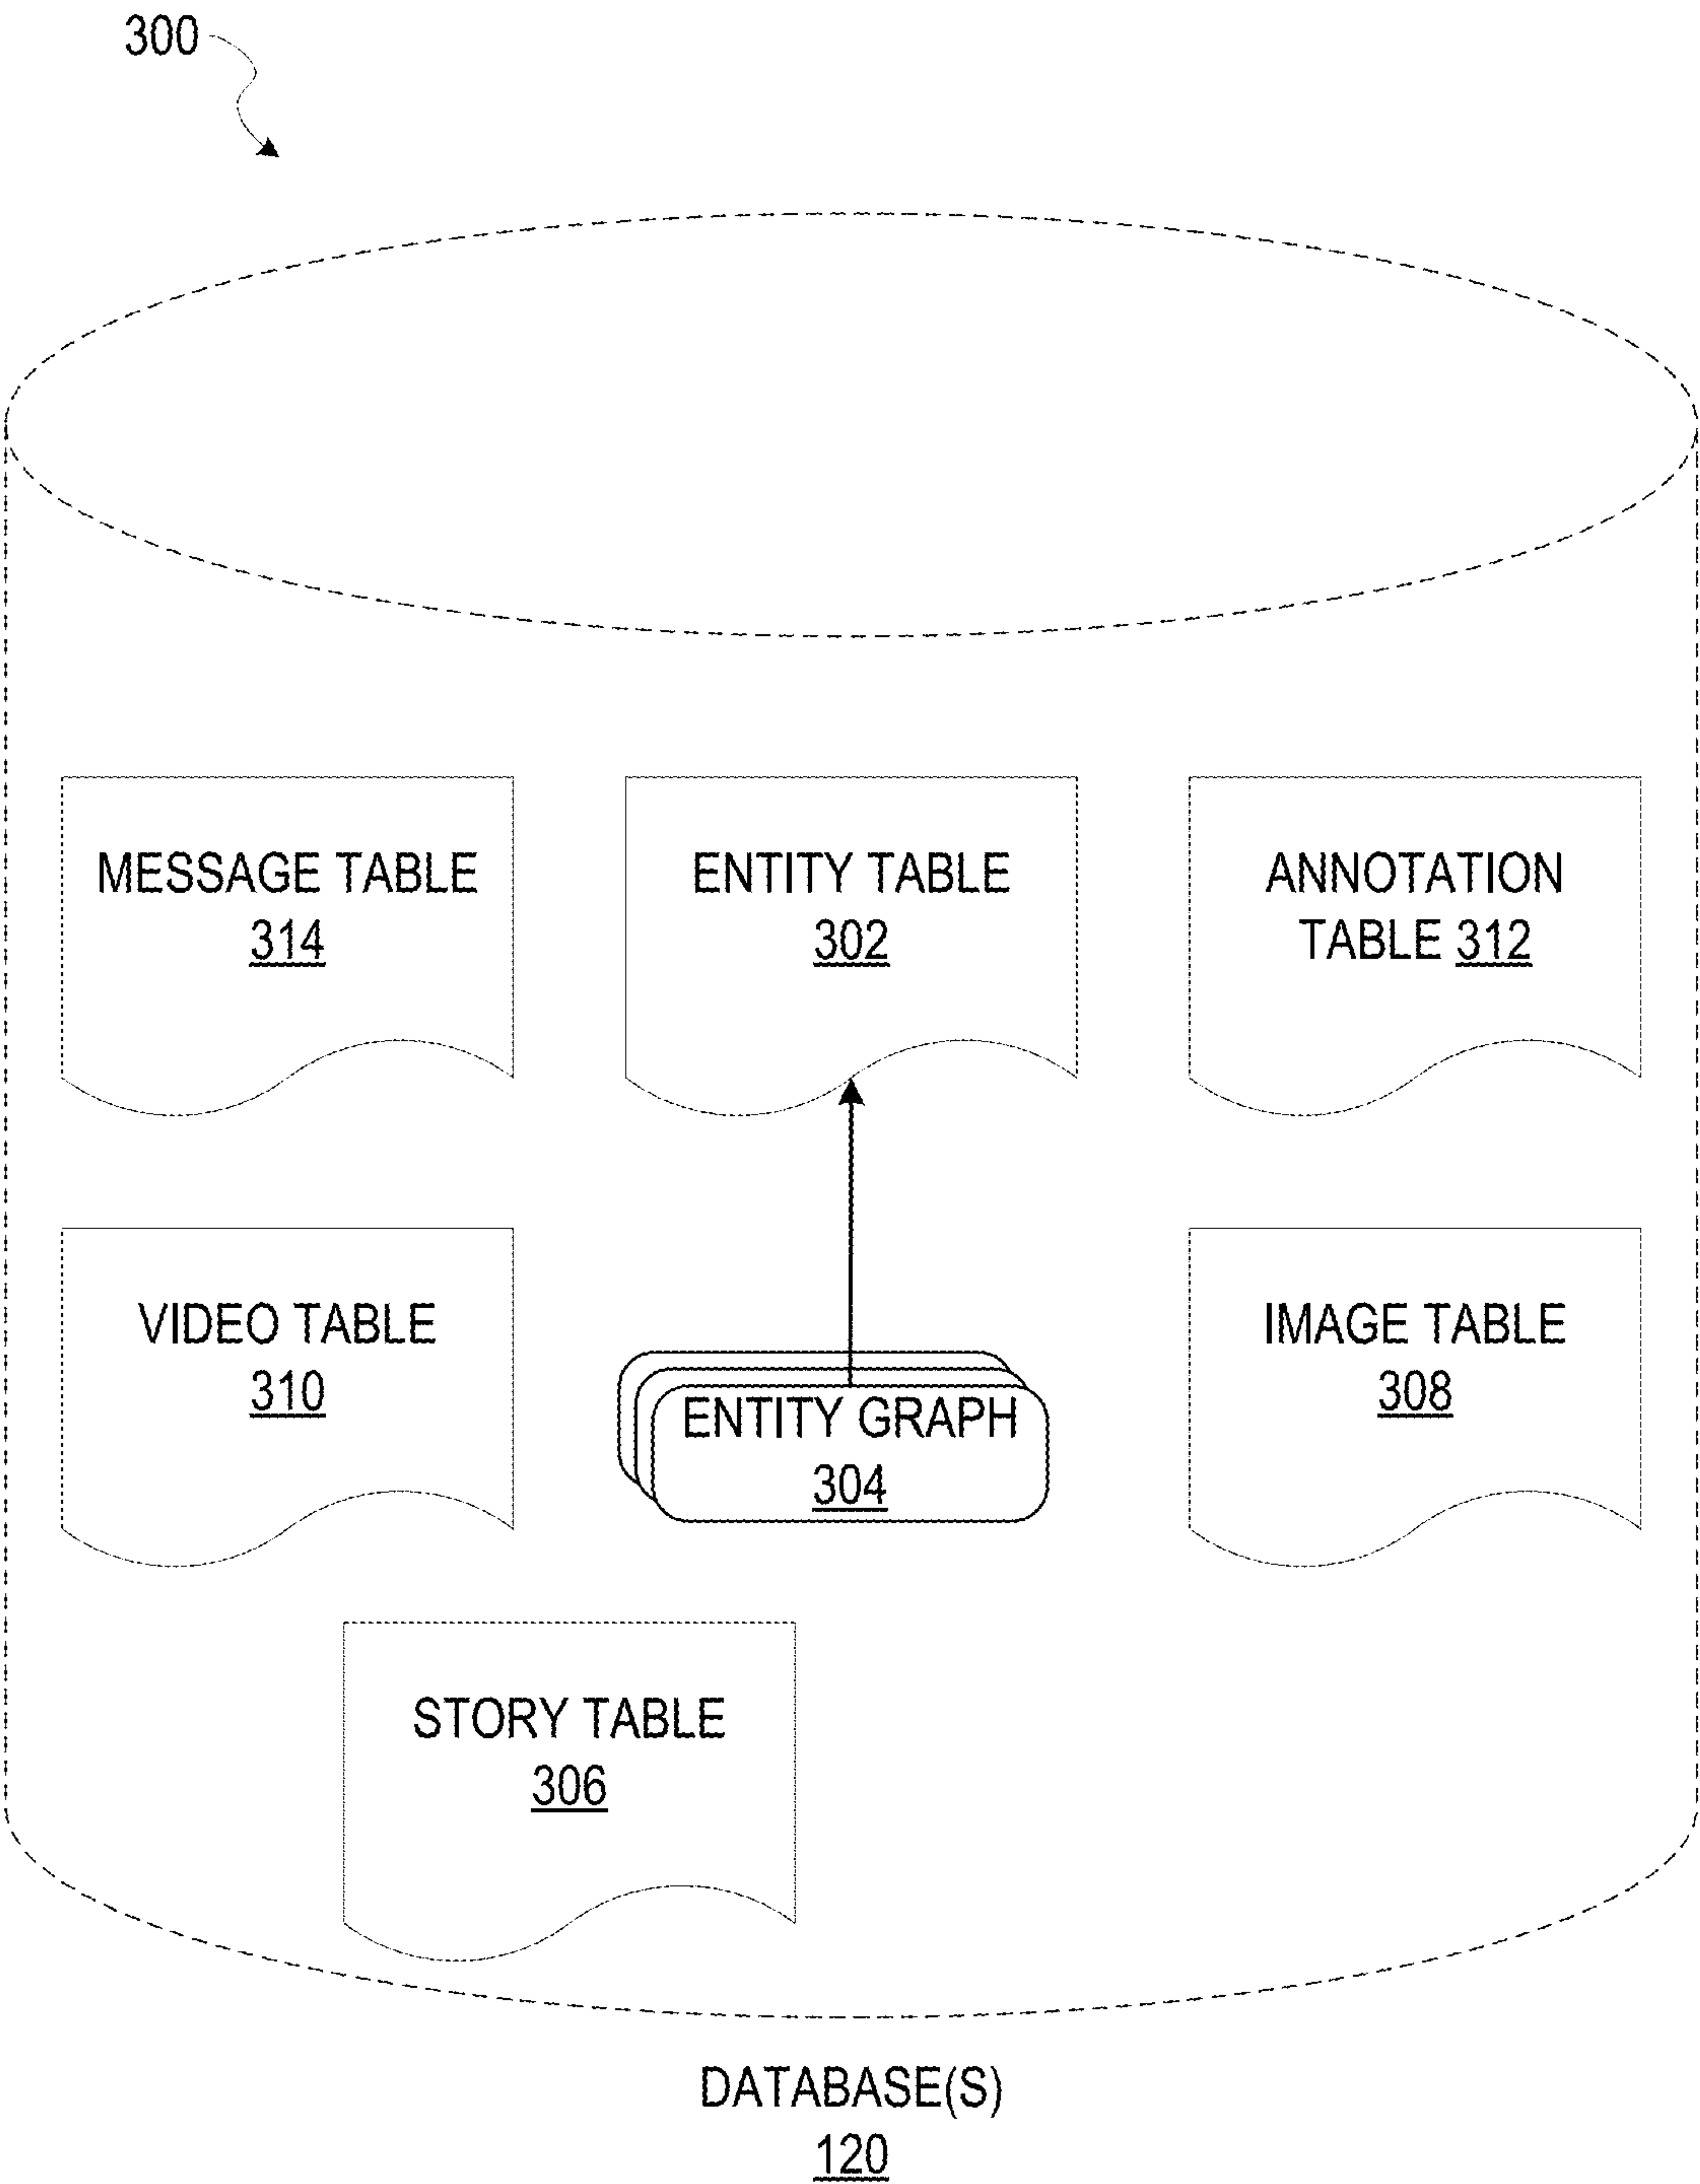 300
MESSAGE TABLE
314
ENTITY TABLE
302
ANNOTATION
TABLE 312
VIDEO TABLE
310
ENTITY GRAPH
304
IMAGE TABLE
308
STORY TABLE
306
DATABASE(S)
120